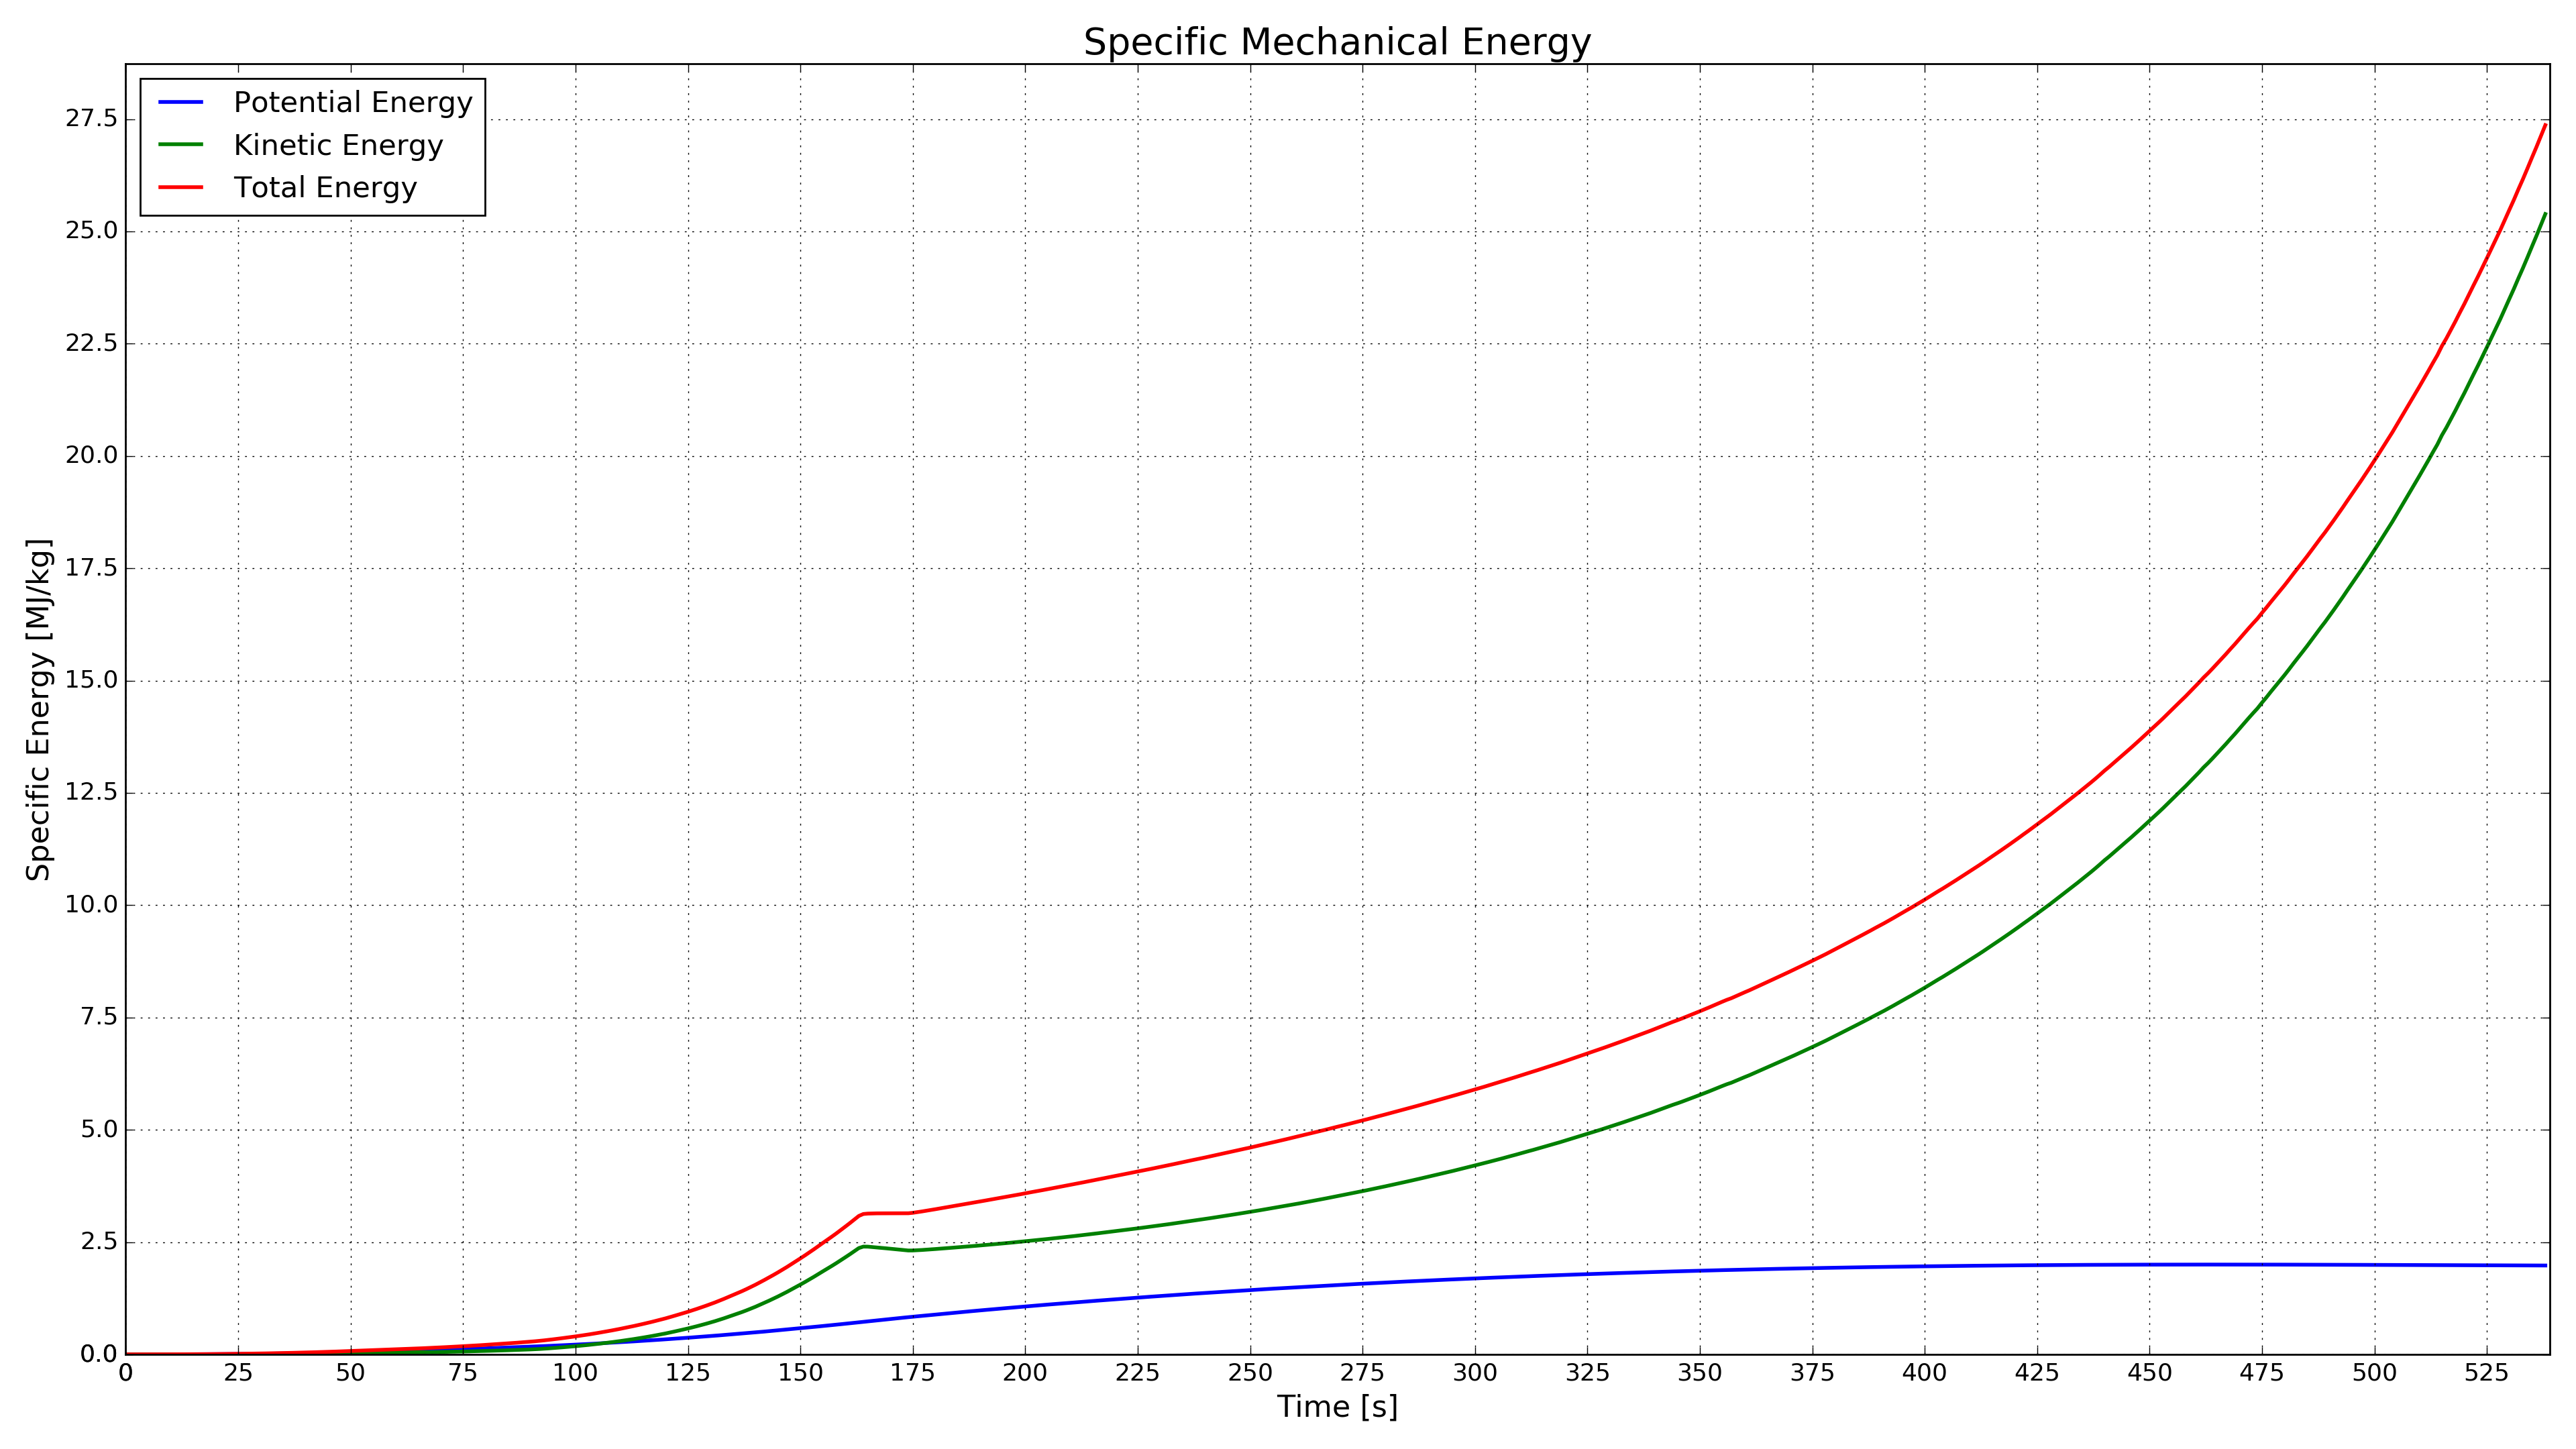 Specific Mechanical Energy
Potential Energy
Kinetic Energy
Total Energy
Specific Energy [MJ/kg]
27.5
25.0
22.5
20.0
17.5
15.0
12.5
10.0
7.5
5.0
2.5
0.0
0 25 50 75 100 125 150 175 200 225 250 275 300 325 350 375 400 425 450 475 500 525
Time [s]